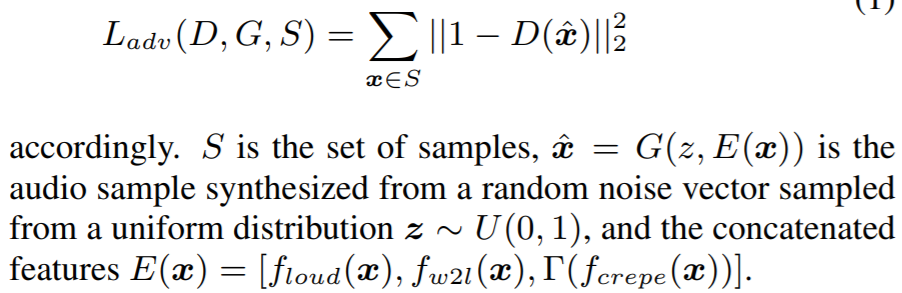 (1)
L_{adv}(D, G, S) = \sum_{x \in S} ||1 − D(\hat{x})||_2^2
accordingly. S is the set of samples, \hat{x} = G(z, E(x)) is the
audio sample synthesized from a random noise vector sampled
from a uniform distribution z ∼ U(0, 1), and the concatenated
features E(x) = [f_{loud}(x), f_{w2l}(x), Γ(f_{crepe}(x))].